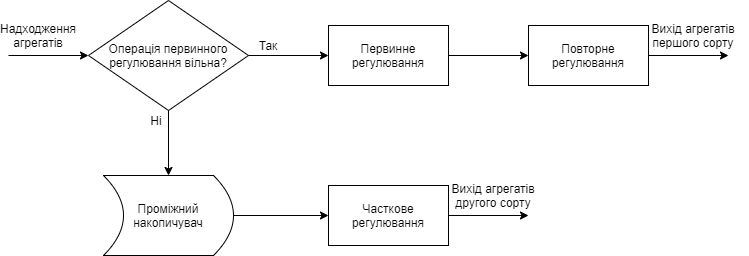 Надходження
агрегатів
Операція первинного
регулювання вільна?
Так
Первинне
регулювання
Повторне
регулювання
Вихід агрегатів
першого сорту
Ні
Проміжний
накопичувач
Часткове
регулювання
Вихід агрегатів
другого сорту